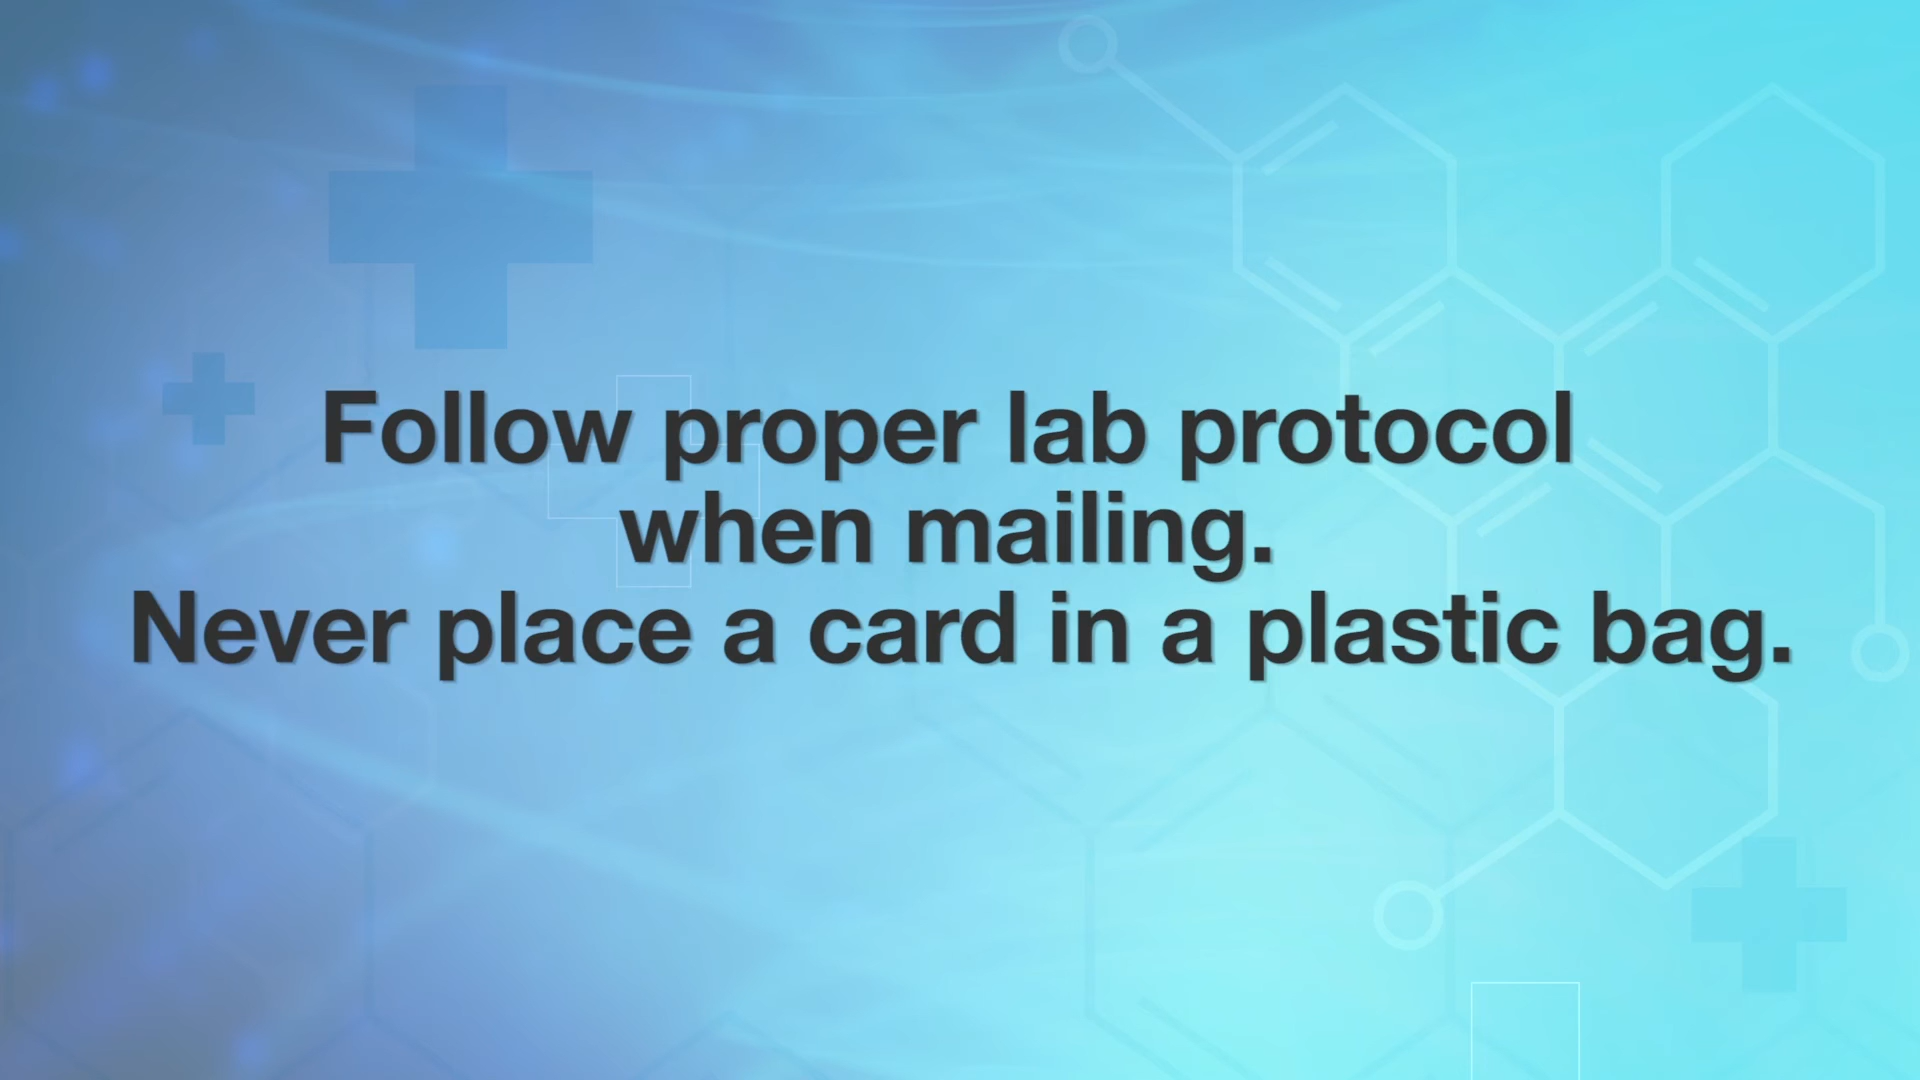 Follow proper lab protocol
when mailing.
Never place a card in a plastic bag.